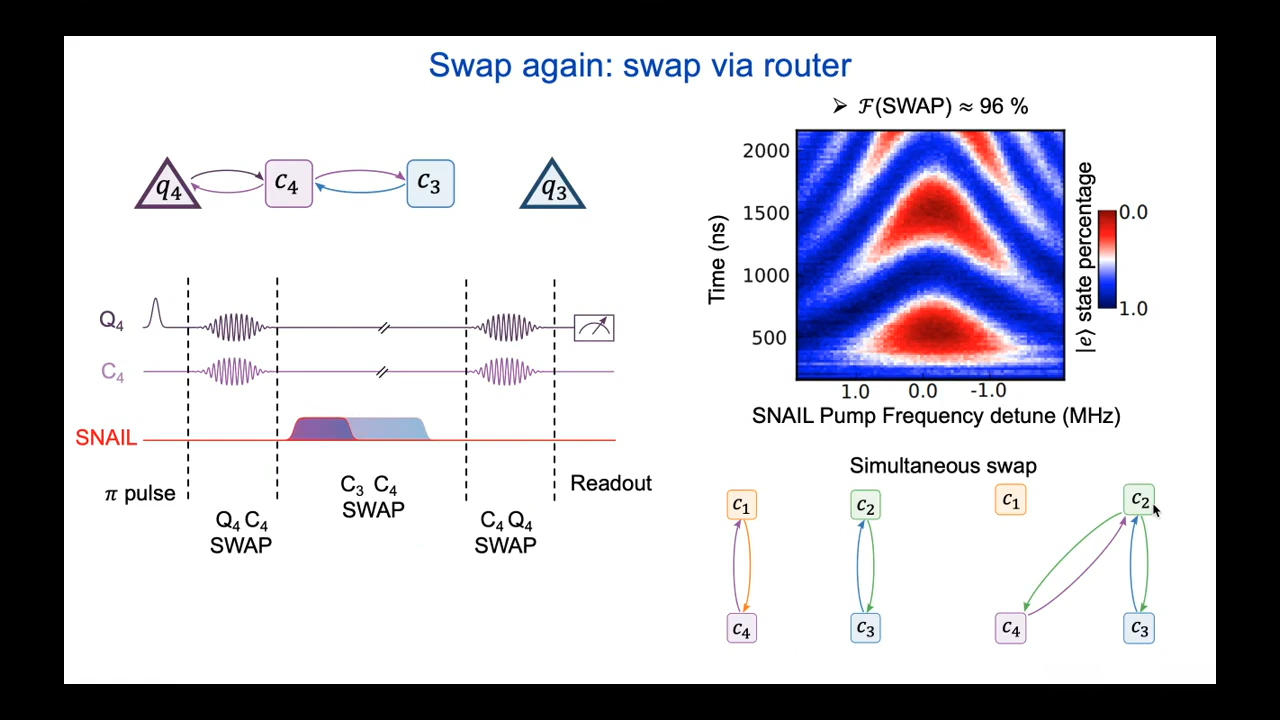 Swap again: swap via router
➤ ℱ(SWAP) ≈ 96 %
q₄
c₄
c₃
q₃
Q₄
C₄
SNAIL
π pulse
Q₄ C₄
SWAP
C₃ C₄
SWAP
C₄ Q₄
SWAP
Readout
Time (ns)
2000
1500
1000
500
1.0 0.0 -1.0
SNAIL Pump Frequency detune (MHz)
|e⟩ state percentage
0.0
1.0
Simultaneous swap
c₁ c₂ c₁ c₂
c₄ c₃ c₄ c₃